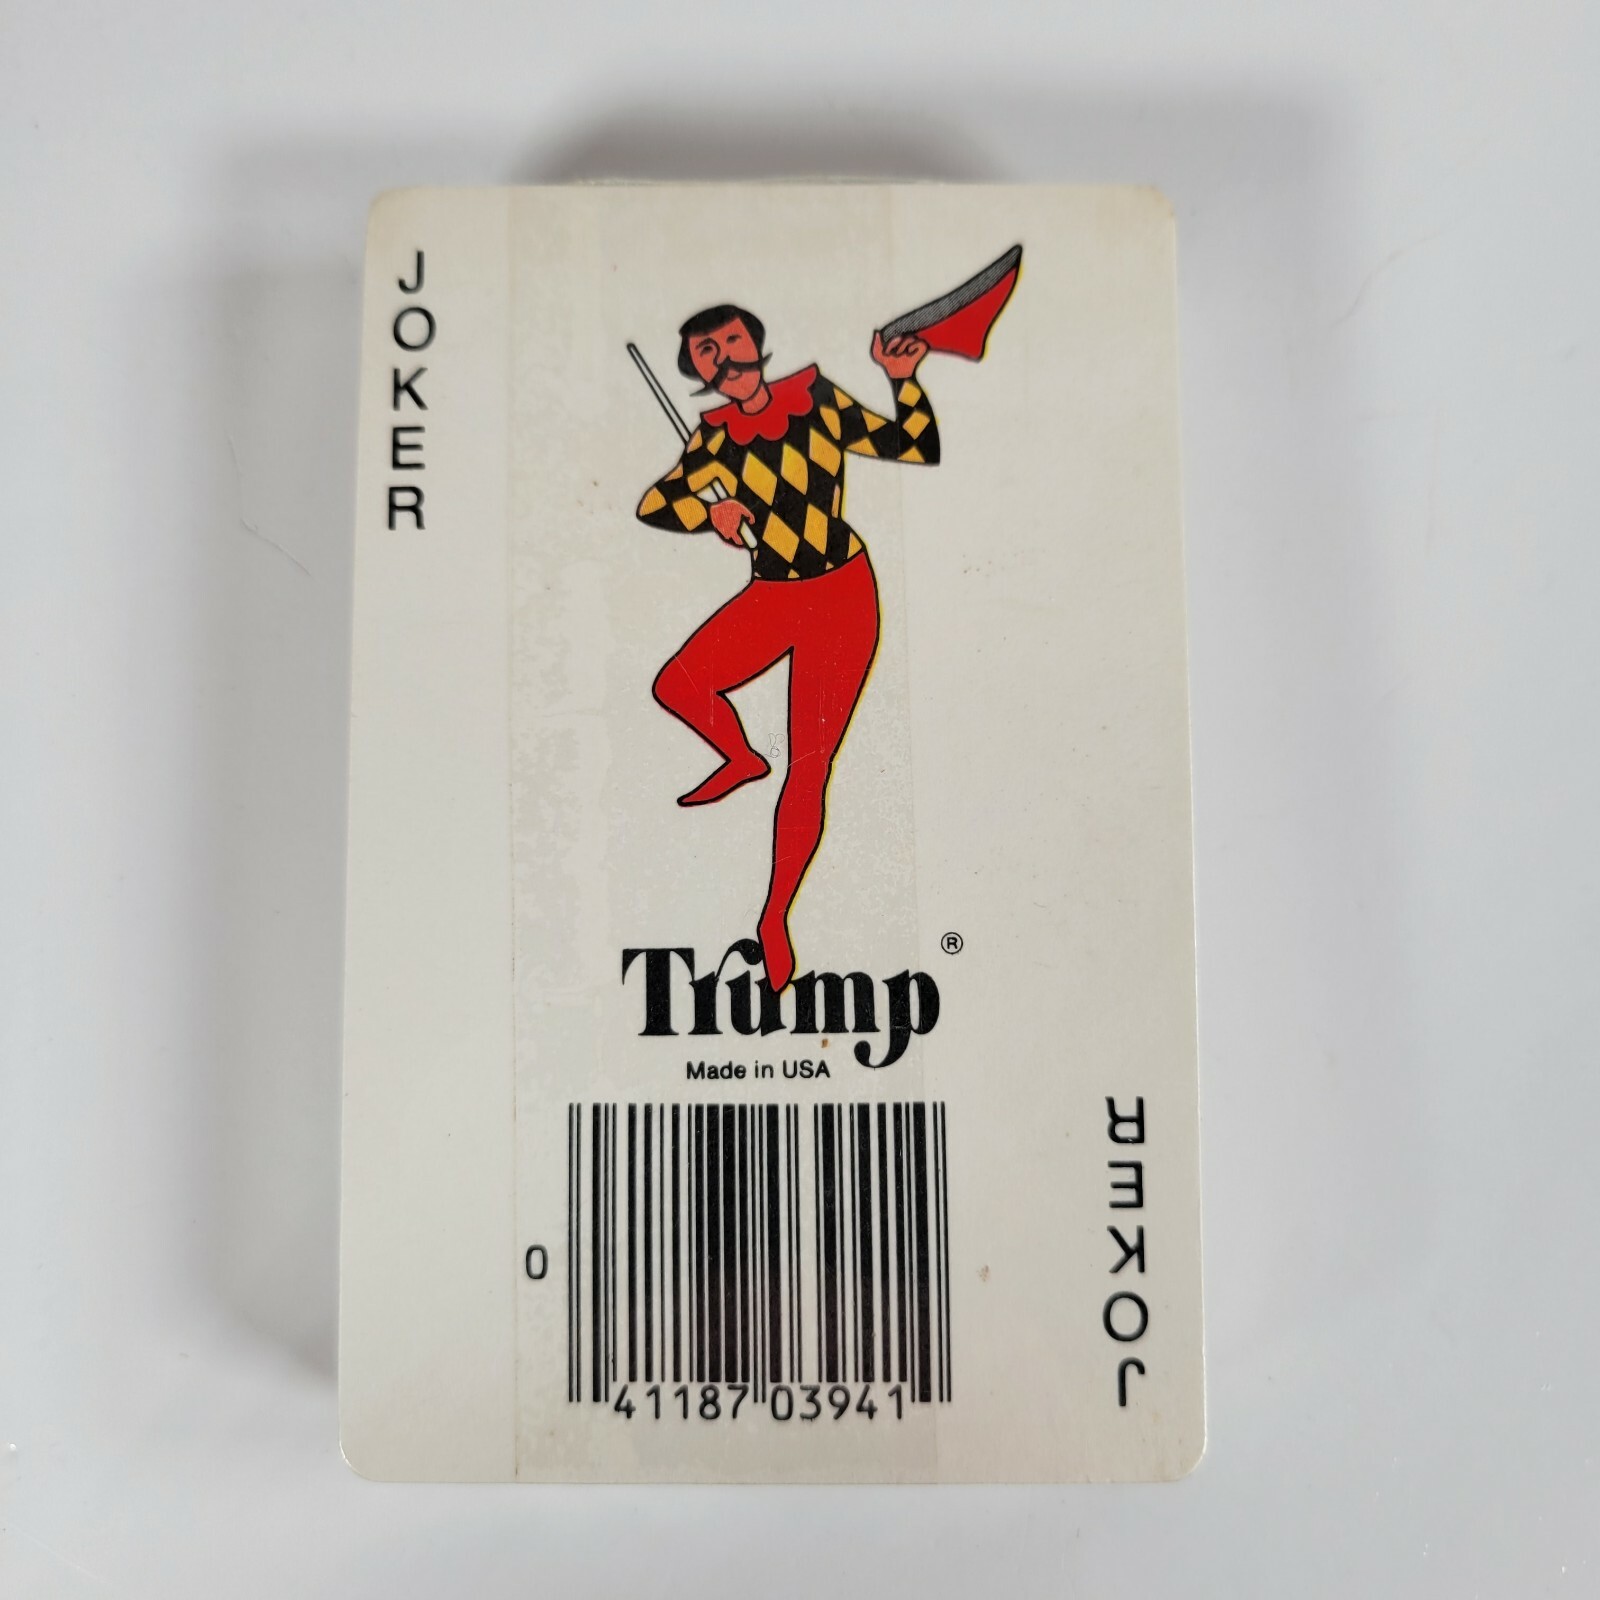 JOKER
Trump®
Made in USA
0 41187 03941
JOKER